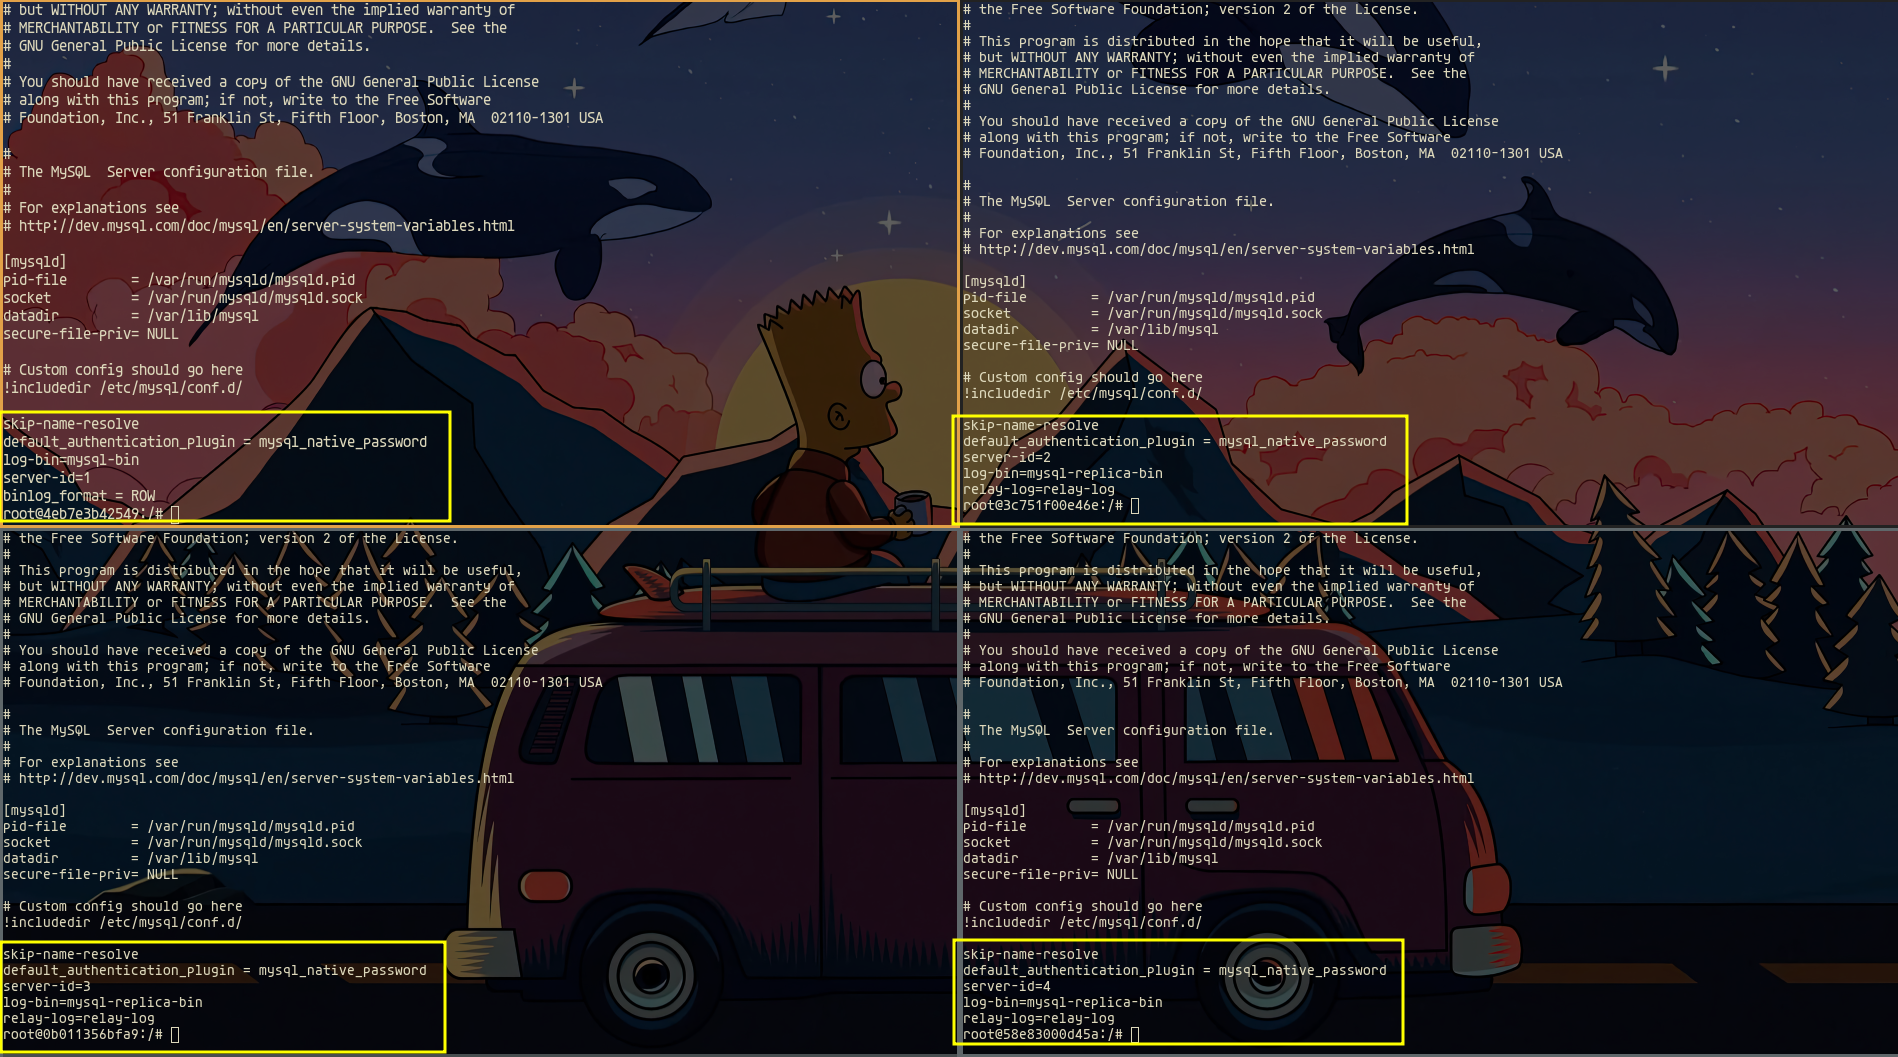 # but WITHOUT ANY WARRANTY; without even the implied warranty of
# MERCHANTABILITY or FITNESS FOR A PARTICULAR PURPOSE.  See the
# GNU General Public License for more details.
#
# You should have received a copy of the GNU General Public License
# along with this program; if not, write to the Free Software
# Foundation, Inc., 51 Franklin St, Fifth Floor, Boston, MA  02110-1301 USA
#
# The MySQL  Server configuration file.
#
# For explanations see
# http://dev.mysql.com/doc/mysql/en/server-system-variables.html
[mysqld]
pid-file        = /var/run/mysqld/mysqld.pid
socket          = /var/run/mysqld/mysqld.sock
datadir         = /var/lib/mysql
secure-file-priv= NULL
# Custom config should go here
!includedir /etc/mysql/conf.d/
skip-name-resolve
default_authentication_plugin = mysql_native_password
log-bin=mysql-bin
server-id=1
binlog_format = ROW
root@4eb7e3b42549:/#
# the Free Software Foundation; version 2 of the License.
#
# This program is distributed in the hope that it will be useful,
# but WITHOUT ANY WARRANTY; without even the implied warranty of
# MERCHANTABILITY or FITNESS FOR A PARTICULAR PURPOSE.  See the
# GNU General Public License for more details.
#
# You should have received a copy of the GNU General Public License
# along with this program; if not, write to the Free Software
# Foundation, Inc., 51 Franklin St, Fifth Floor, Boston, MA  02110-1301 USA
#
# The MySQL  Server configuration file.
#
# For explanations see
# http://dev.mysql.com/doc/mysql/en/server-system-variables.html
[mysqld]
pid-file        = /var/run/mysqld/mysqld.pid
socket          = /var/run/mysqld/mysqld.sock
datadir         = /var/lib/mysql
secure-file-priv= NULL
# Custom config should go here
!includedir /etc/mysql/conf.d/
skip-name-resolve
default_authentication_plugin = mysql_native_password
server-id=2
log-bin=mysql-replica-bin
relay-log=relay-log
root@3c751f00e46e:/#
# the Free Software Foundation; version 2 of the License.
#
# This program is distributed in the hope that it will be useful,
# but WITHOUT ANY WARRANTY; without even the implied warranty of
# MERCHANTABILITY or FITNESS FOR A PARTICULAR PURPOSE.  See the
# GNU General Public License for more details.
#
# You should have received a copy of the GNU General Public License
# along with this program; if not, write to the Free Software
# Foundation, Inc., 51 Franklin St, Fifth Floor, Boston, MA  02110-1301 USA
#
# The MySQL  Server configuration file.
#
# For explanations see
# http://dev.mysql.com/doc/mysql/en/server-system-variables.html
[mysqld]
pid-file        = /var/run/mysqld/mysqld.pid
socket          = /var/run/mysqld/mysqld.sock
datadir         = /var/lib/mysql
secure-file-priv= NULL
# Custom config should go here
!includedir /etc/mysql/conf.d/
skip-name-resolve
default_authentication_plugin = mysql_native_password
server-id=3
log-bin=mysql-replica-bin
relay-log=relay-log
root@0b011356bfa9:/#
# the Free Software Foundation; version 2 of the License.
#
# This program is distributed in the hope that it will be useful,
# but WITHOUT ANY WARRANTY; without even the implied warranty of
# MERCHANTABILITY or FITNESS FOR A PARTICULAR PURPOSE.  See the
# GNU General Public License for more details.
#
# You should have received a copy of the GNU General Public License
# along with this program; if not, write to the Free Software
# Foundation, Inc., 51 Franklin St, Fifth Floor, Boston, MA  02110-1301 USA
#
# The MySQL  Server configuration file.
#
# For explanations see
# http://dev.mysql.com/doc/mysql/en/server-system-variables.html
[mysqld]
pid-file        = /var/run/mysqld/mysqld.pid
socket          = /var/run/mysqld/mysqld.sock
datadir         = /var/lib/mysql
secure-file-priv= NULL
# Custom config should go here
!includedir /etc/mysql/conf.d/
skip-name-resolve
default_authentication_plugin = mysql_native_password
server-id=4
log-bin=mysql-replica-bin
relay-log=relay-log
root@58e83000d45a:/#